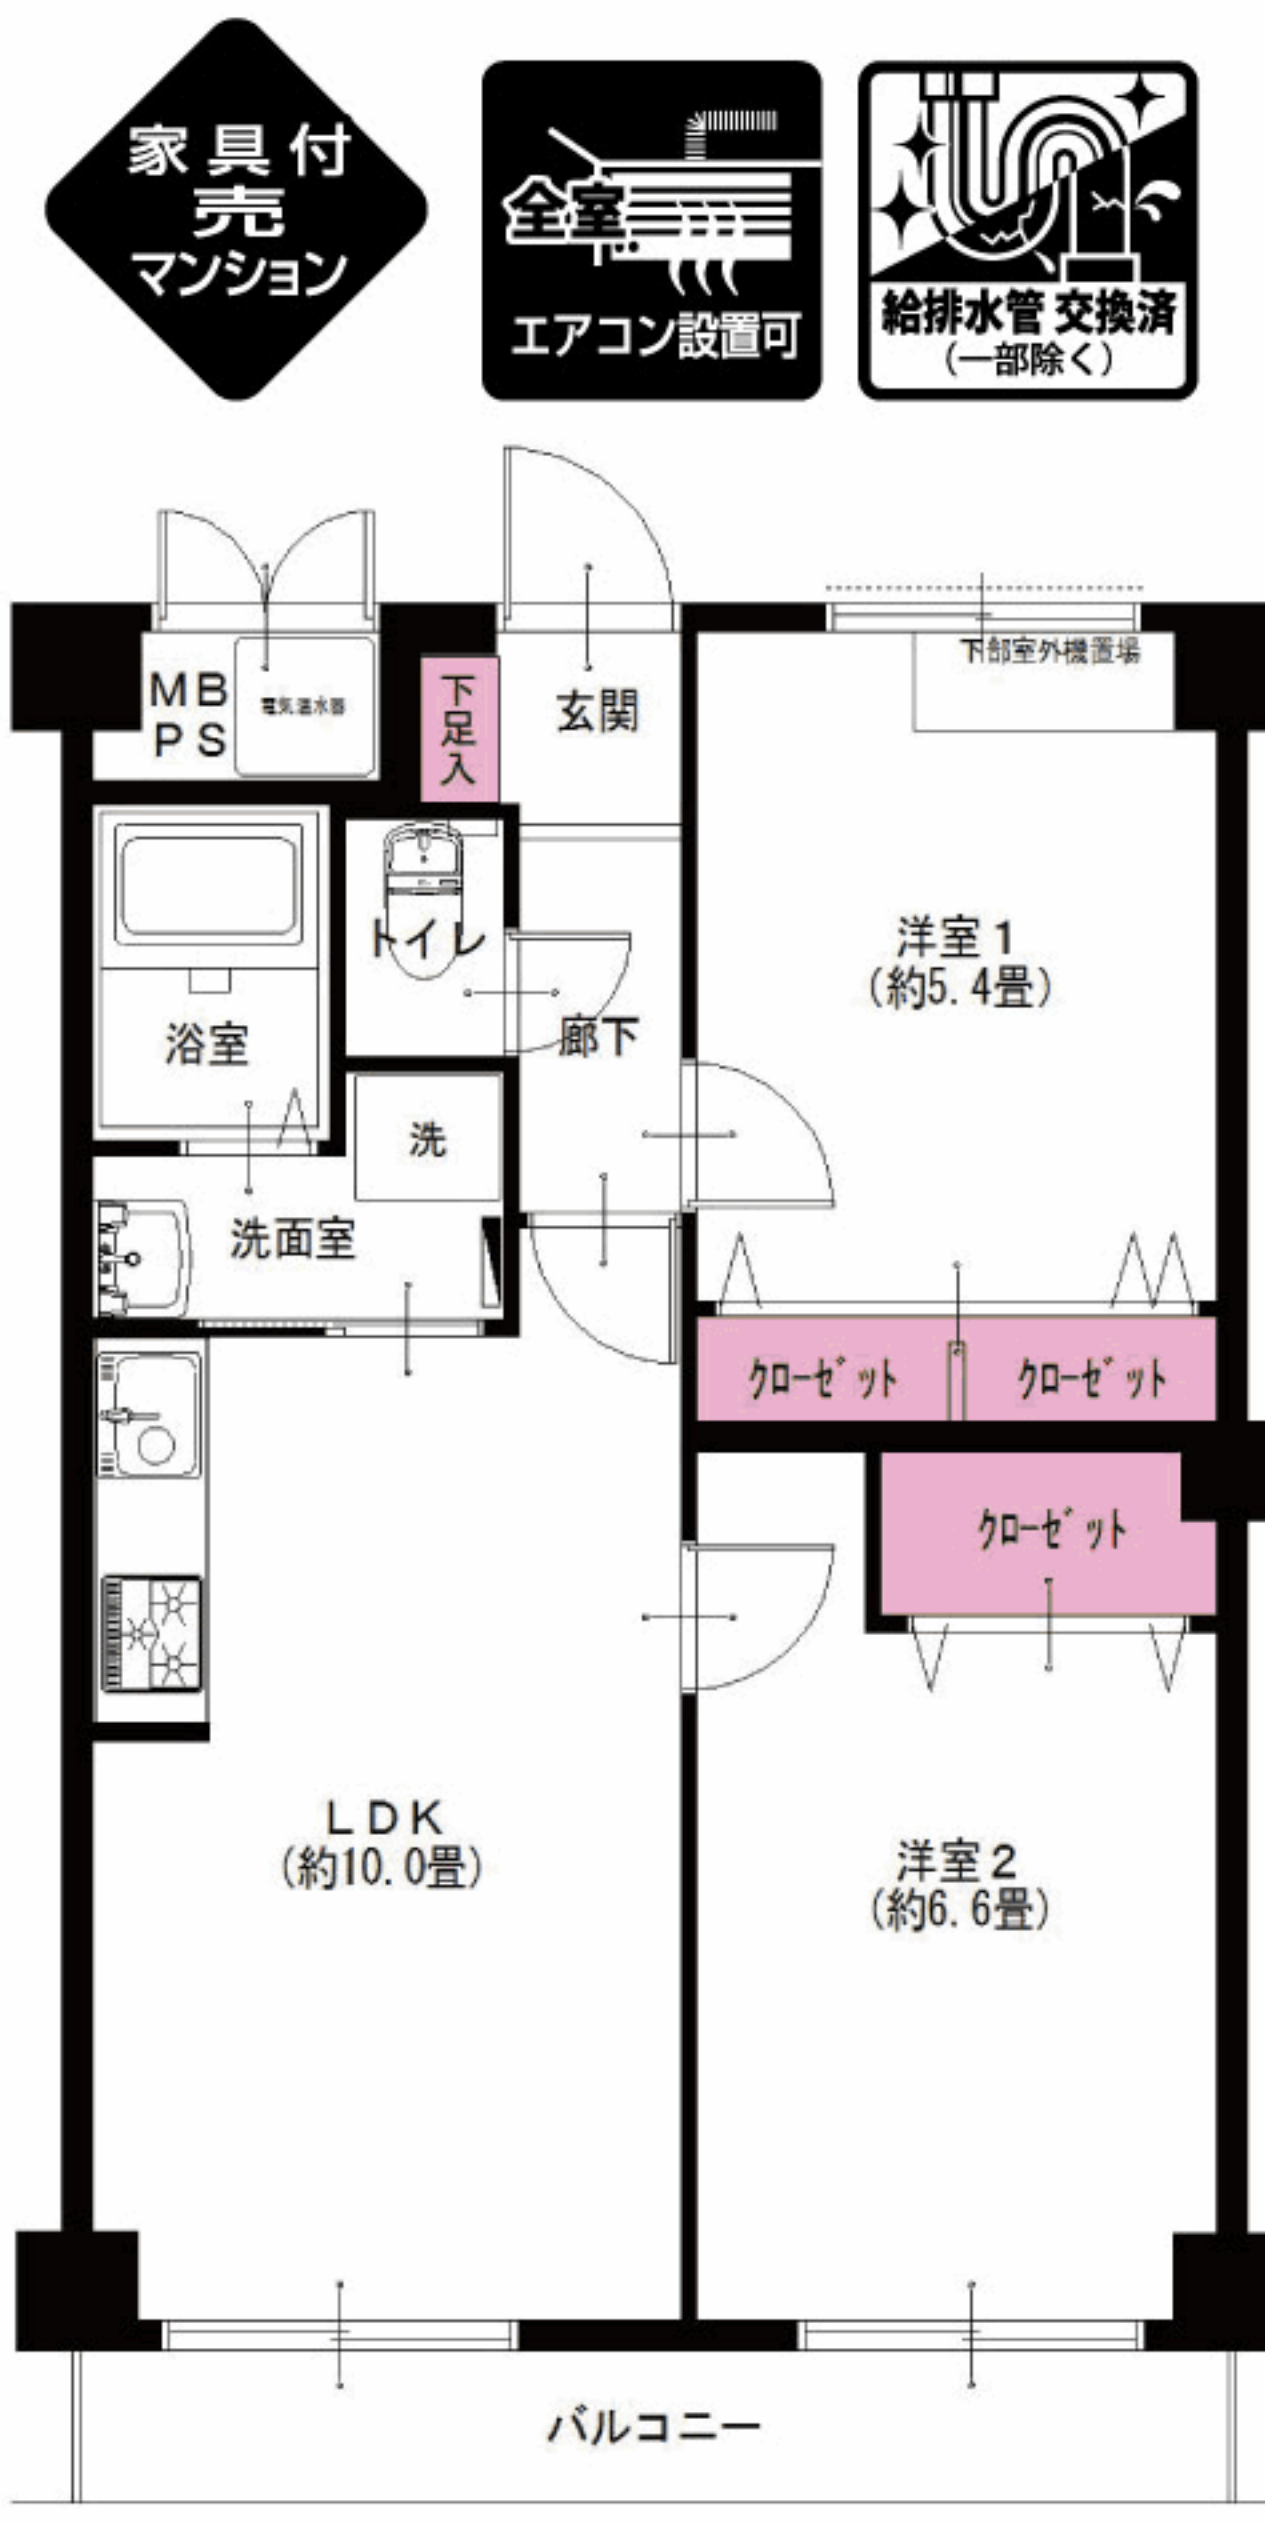 家具付
売
マンション
全室
エアコン設置可
給排水管 交換済
(一部除く)
下部室外機置場
MB
PS
電気温水器
下足入
玄関
洋室1
(約5.4畳)
トイレ
浴室
廊下
洗
洗面室
クローゼット
クローゼット
クローゼット
LDK
(約10.0畳)
洋室2
(約6.6畳)
バルコニー